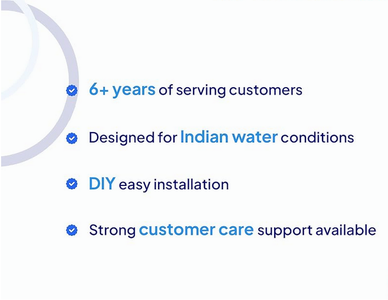 6+ years of serving customers
Designed for Indian water conditions
DIY easy installation
Strong customer care support available